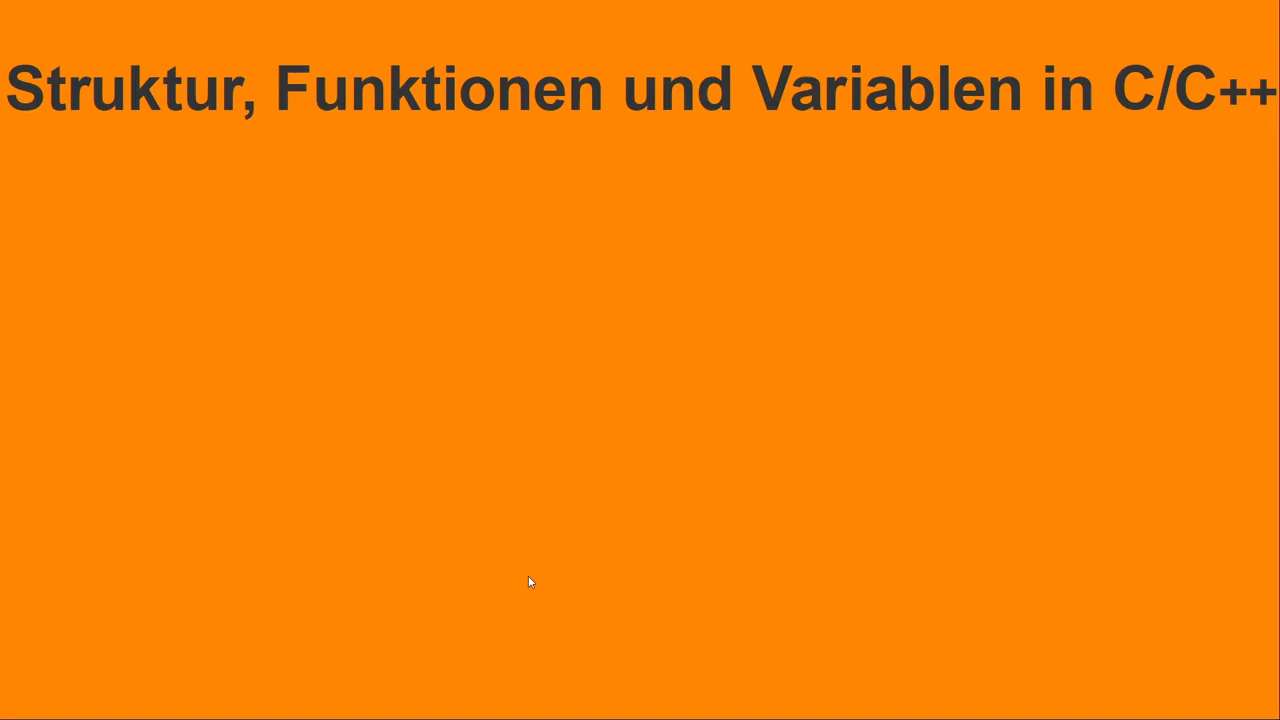 Struktur, Funktionen und Variablen in C/C++